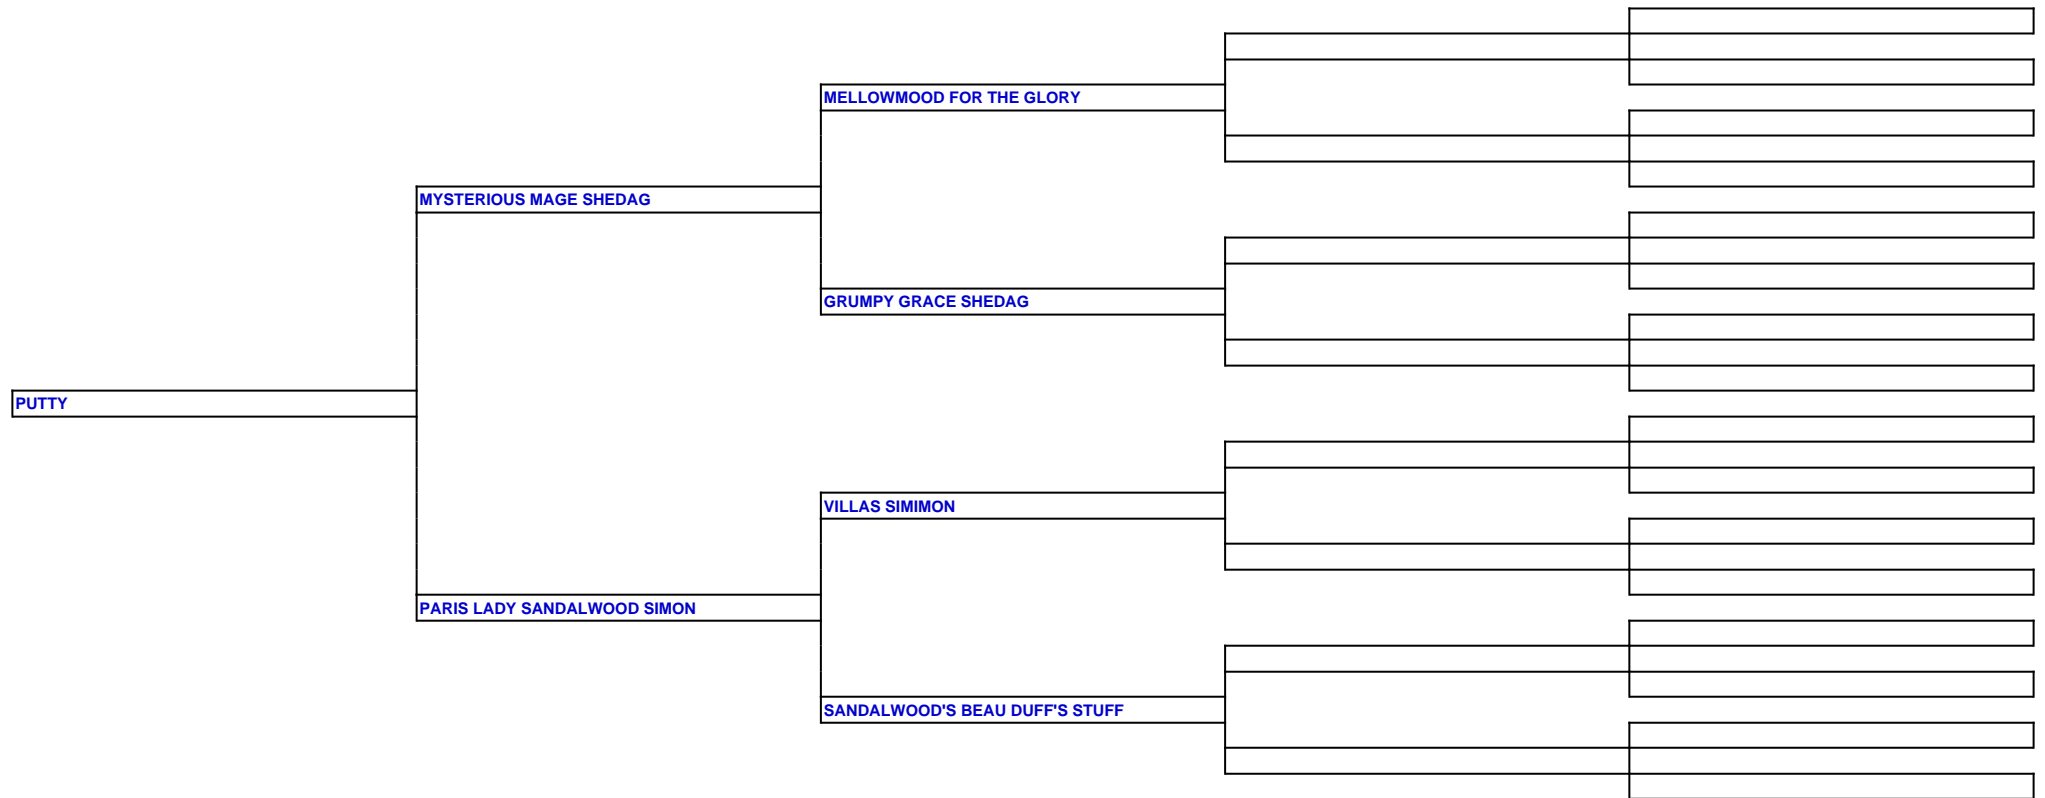 MELLOWMOOD FOR THE GLORY
MYSTERIOUS MAGE SHEDAG
GRUMPY GRACE SHEDAG
PUTTY
VILLAS SIMIMON
PARIS LADY SANDALWOOD SIMON
SANDALWOOD'S BEAU DUFF'S STUFF